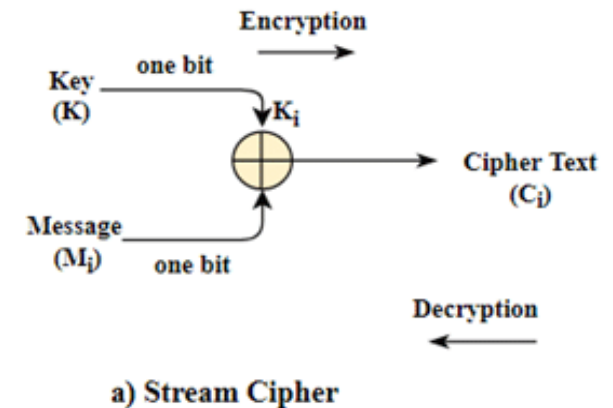 Encryption
one bit
Key
(K)
Ki
Cipher Text
(Ci)
Message
(Mi)
one bit
Decryption
a) Stream Cipher